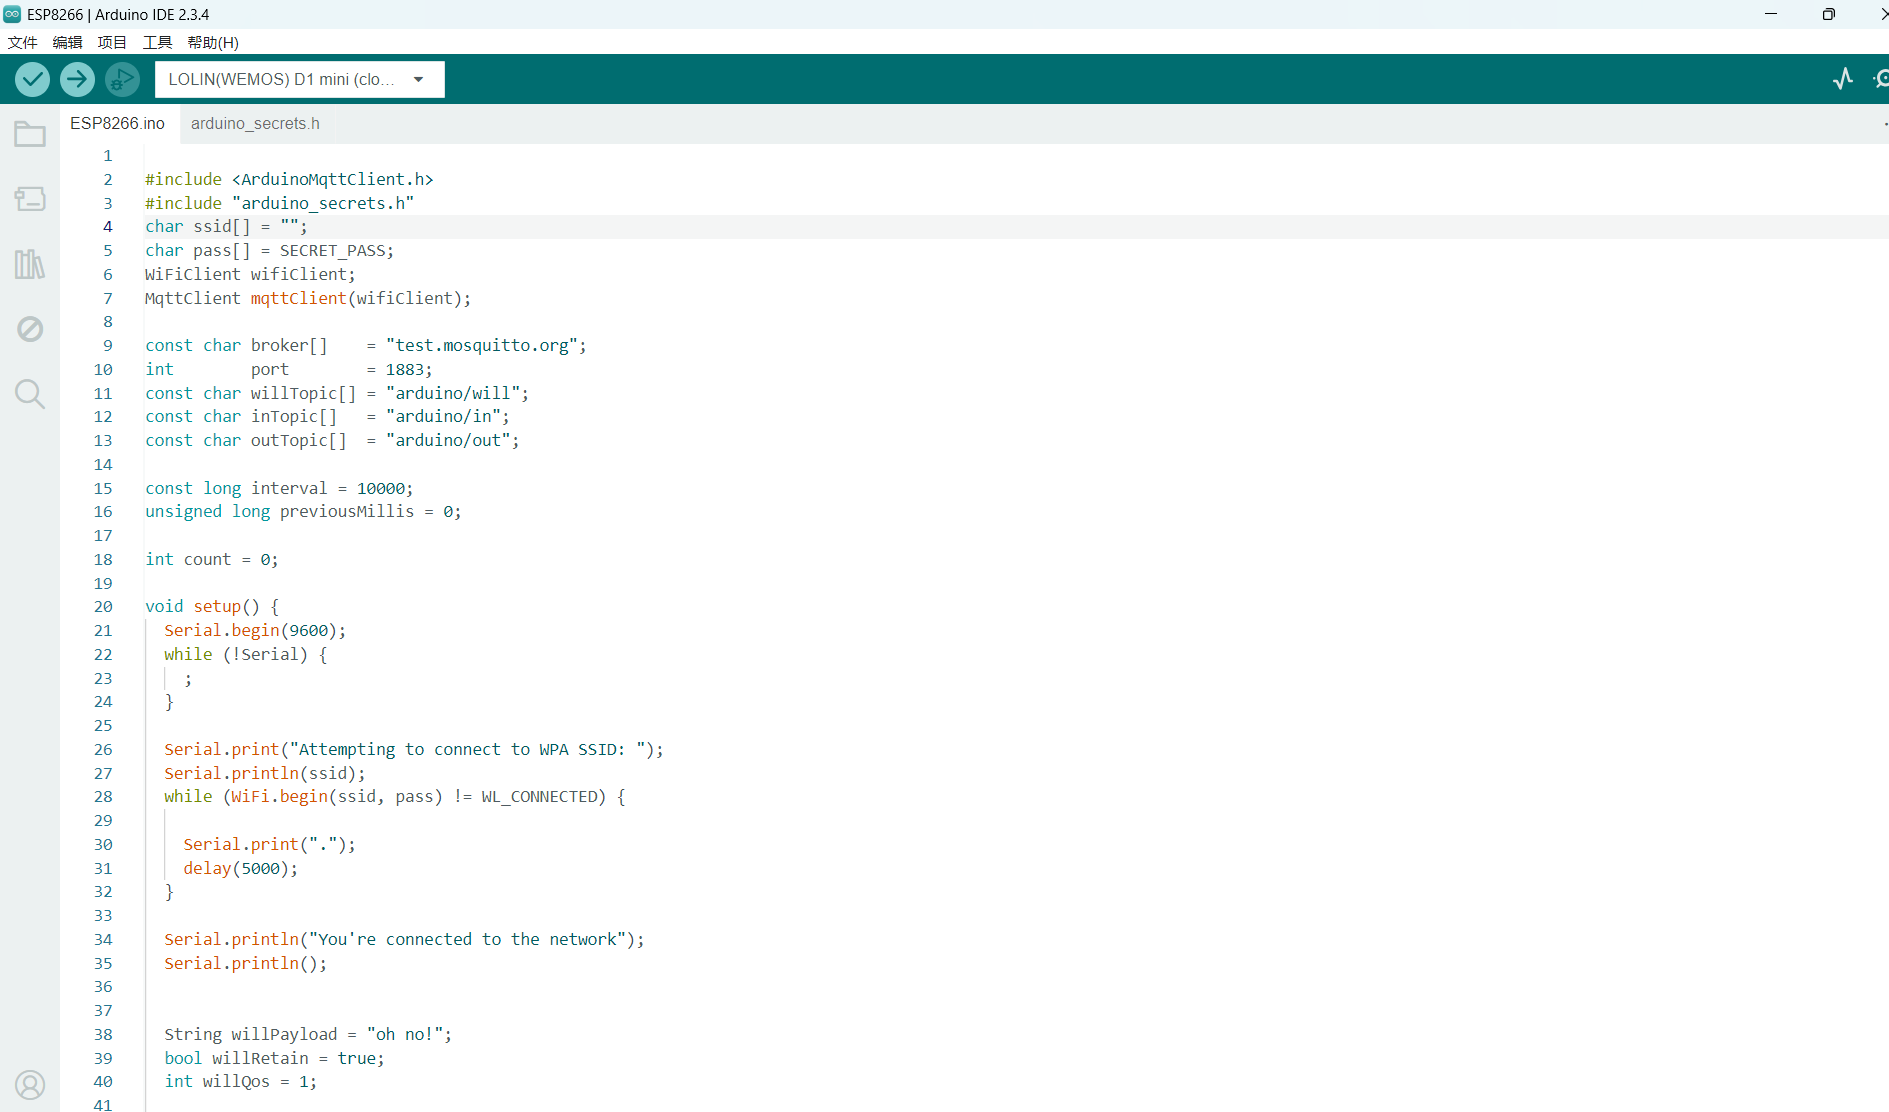 ESP8266 | Arduino IDE 2.3.4
文件 编辑 项目 工具 帮助(H)
LOLIN(WEMOS) D1 mini (clo...
ESP8266.ino arduino_secrets.h
1
2 #include <ArduinoMqttClient.h>
3 #include "arduino_secrets.h"
4 char ssid[] = "";
5 char pass[] = SECRET_PASS;
6 WiFiClient wifiClient;
7 MqttClient mqttClient(wifiClient);
8
9 const char broker[]    = "test.mosquitto.org";
10 int        port        = 1883;
11 const char willTopic[] = "arduino/will";
12 const char inTopic[]   = "arduino/in";
13 const char outTopic[]  = "arduino/out";
14
15 const long interval = 10000;
16 unsigned long previousMillis = 0;
17
18 int count = 0;
19
20 void setup() {
21   Serial.begin(9600);
22   while (!Serial) {
23     ;
24   }
25
26   Serial.print("Attempting to connect to WPA SSID: ");
27   Serial.println(ssid);
28   while (WiFi.begin(ssid, pass) != WL_CONNECTED) {
29
30     Serial.print(".");
31     delay(5000);
32   }
33
34   Serial.println("You're connected to the network");
35   Serial.println();
36
37
38   String willPayload = "oh no!";
39   bool willRetain = true;
40   int willQos = 1;
41